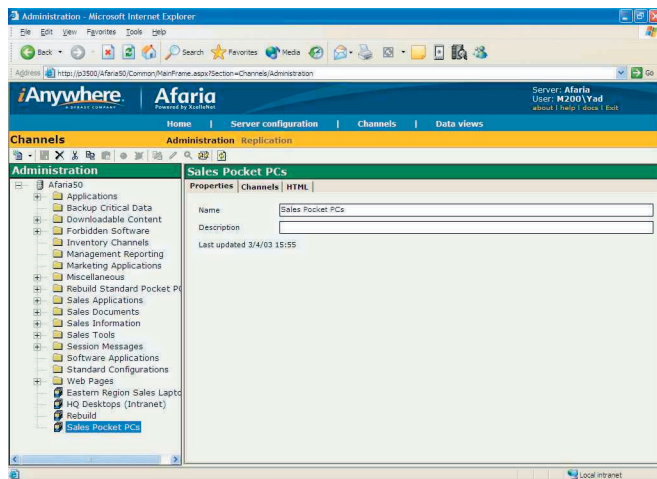 Administration - Microsoft Internet Explorer
File Edit View Favorites Tools Help
Back Search Favorites Media
Address http://p3500/Afaria50/Common/MainFrame.aspx?Section=Channels/Administration Go
iAnywhere. Afaria
A SYBASE COMPANY Powered by XcelleNet
Server: Afaria
User: M200\Yad
about | help | docs | Exit
Home | Server configuration | Channels | Data views
Channels Administration Replication
Administration
Afaria50
Applications
Backup Critical Data
Downloadable Content
Forbidden Software
Inventory Channels
Management Reporting
Marketing Applications
Miscellaneous
Rebuild Standard Pocket P
Sales Applications
Sales Documents
Sales Information
Sales Tools
Session Messages
Software Applications
Standard Configurations
Web Pages
Eastern Region Sales Lapto
HQ Desktops (Intranet)
Rebuild
Sales Pocket PCs
Sales Pocket PCs
Properties Channels HTML
Name Sales Pocket PCs
Description
Last updated 3/4/03 15:55
Local intranet